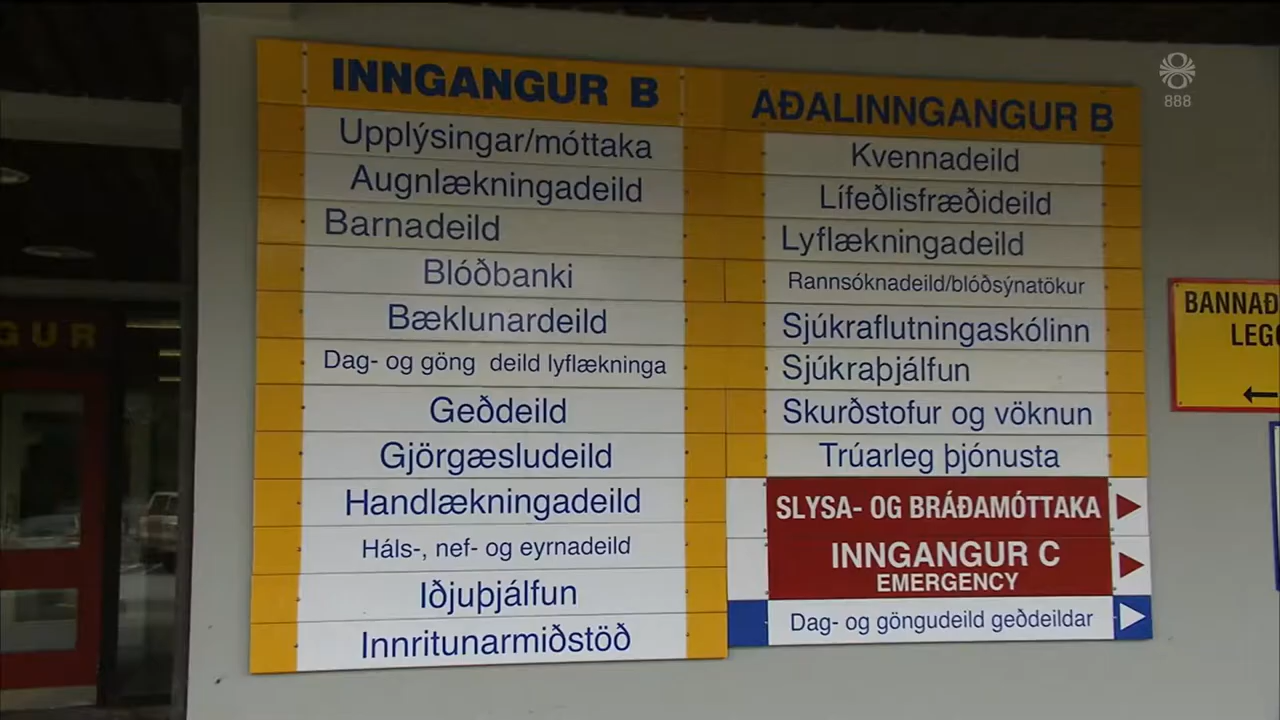 INNGANGUR B
Upplýsingar/móttaka
Augnlækningadeild
Barnadeild
Blóðbanki
Bæklunardeild
Dag- og göng deild lyflækninga
Geðdeild
Gjörgæsludeild
Handlækningadeild
Háls-, nef- og eyrnadeild
Iðjuþjálfun
Innritunarmiðstöð
AÐALINNGANGUR B
Kvennadeild
Lífeðlisfræðideild
Lyflækningadeild
Rannsóknadeild/blóðsýnatökur
Sjúkraflutningaskólinn
Sjúkraþjálfun
Skurðstofur og vöknun
Trúarleg þjónusta
SLYSA- OG BRÁÐAMÓTTAKA
INNGANGUR C
EMERGENCY
Dag- og göngudeild geðdeildar
888